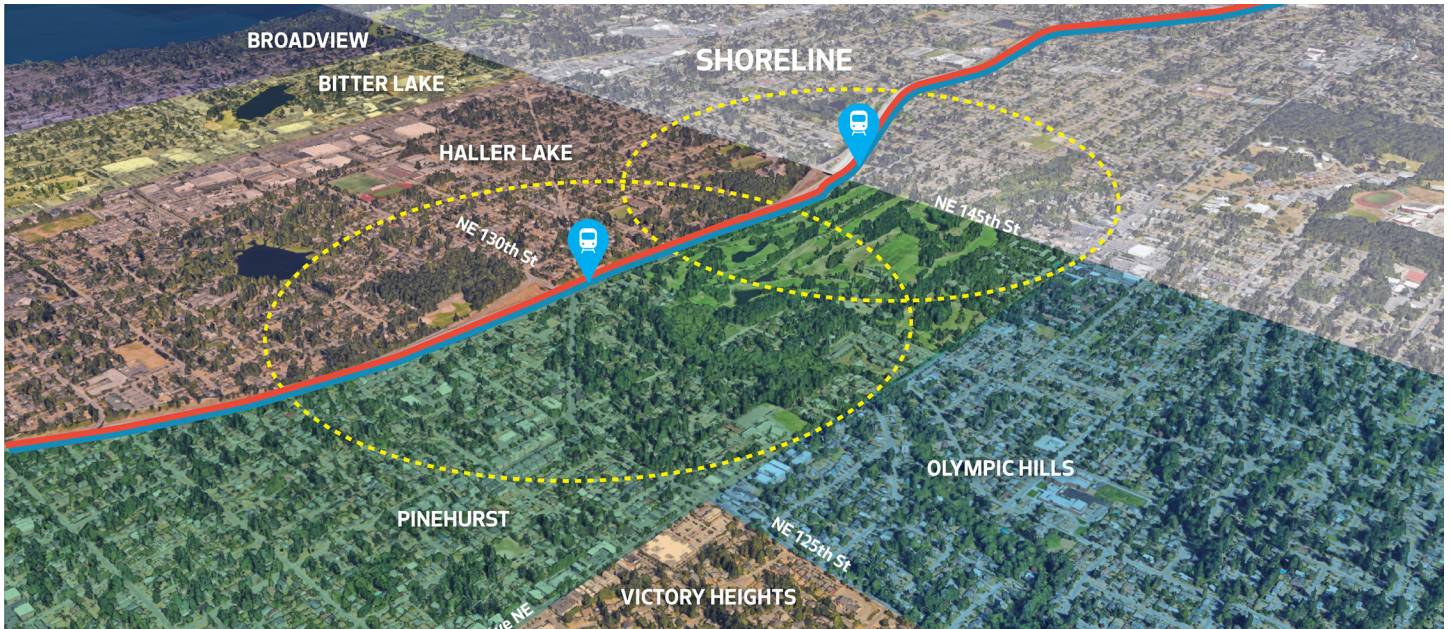 BROADVIEW
SHORELINE
BITTER LAKE
HALLER LAKE
NE 145th St
NE 130th St
OLYMPIC HILLS
PINEHURST
NE 125th St
VICTORY HEIGHTS
NE